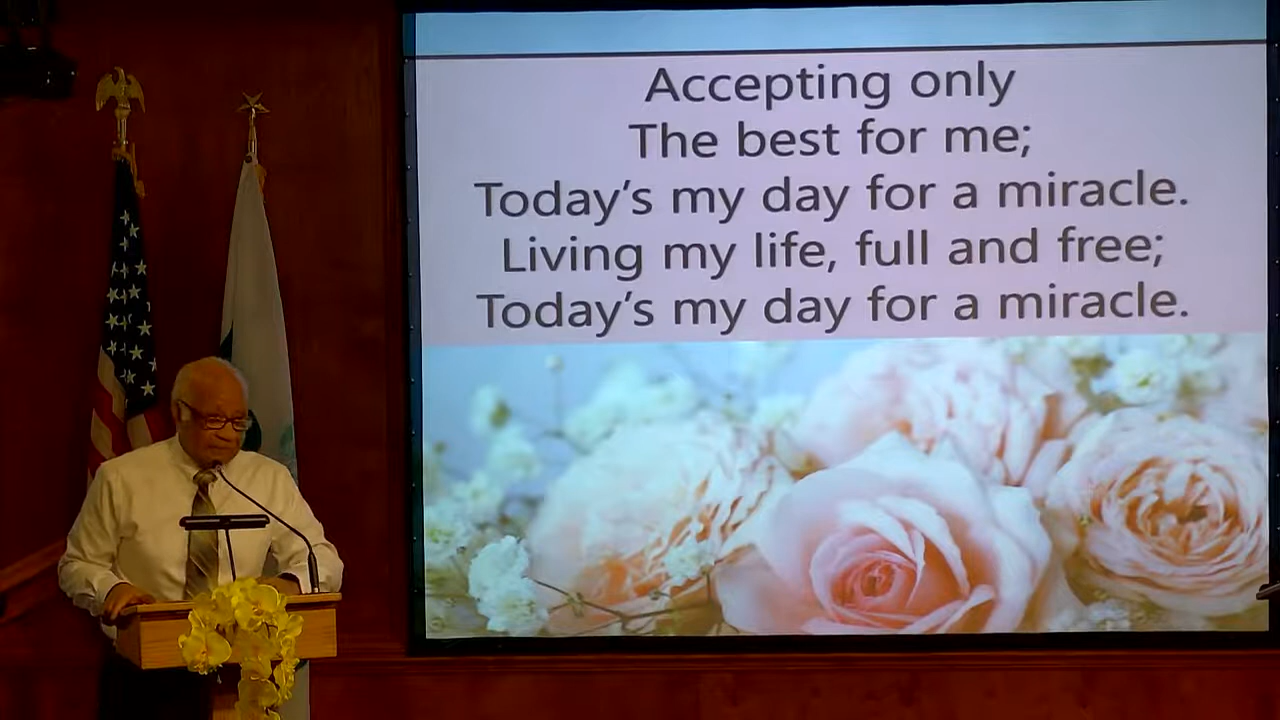 Accepting only
The best for me;
Today's my day for a miracle.
Living my life, full and free;
Today's my day for a miracle.